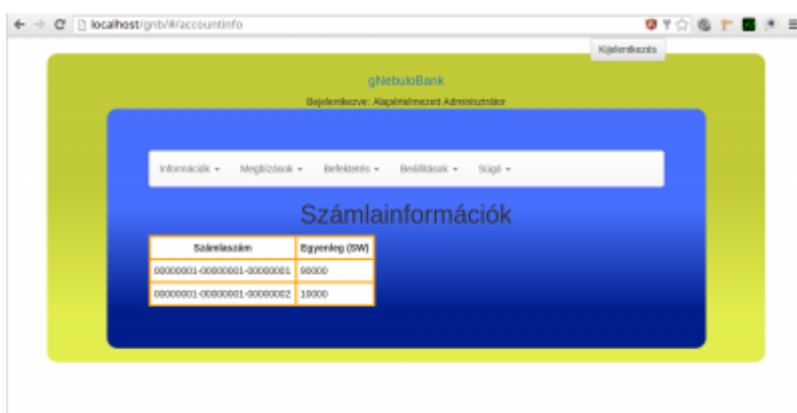 localhost/gnb/#/accountinfo
Kijelentkezés
gNebuloBank
Bejelentkezve: Alapértelmezett Adminisztrátor
Információk Megbízások Befektetés Beállítások Súgó
Számlainformációk
Számlaszám Egyenleg (SW)
00000001-00000001-00000001 90000
00000001-00000001-00000002 10000